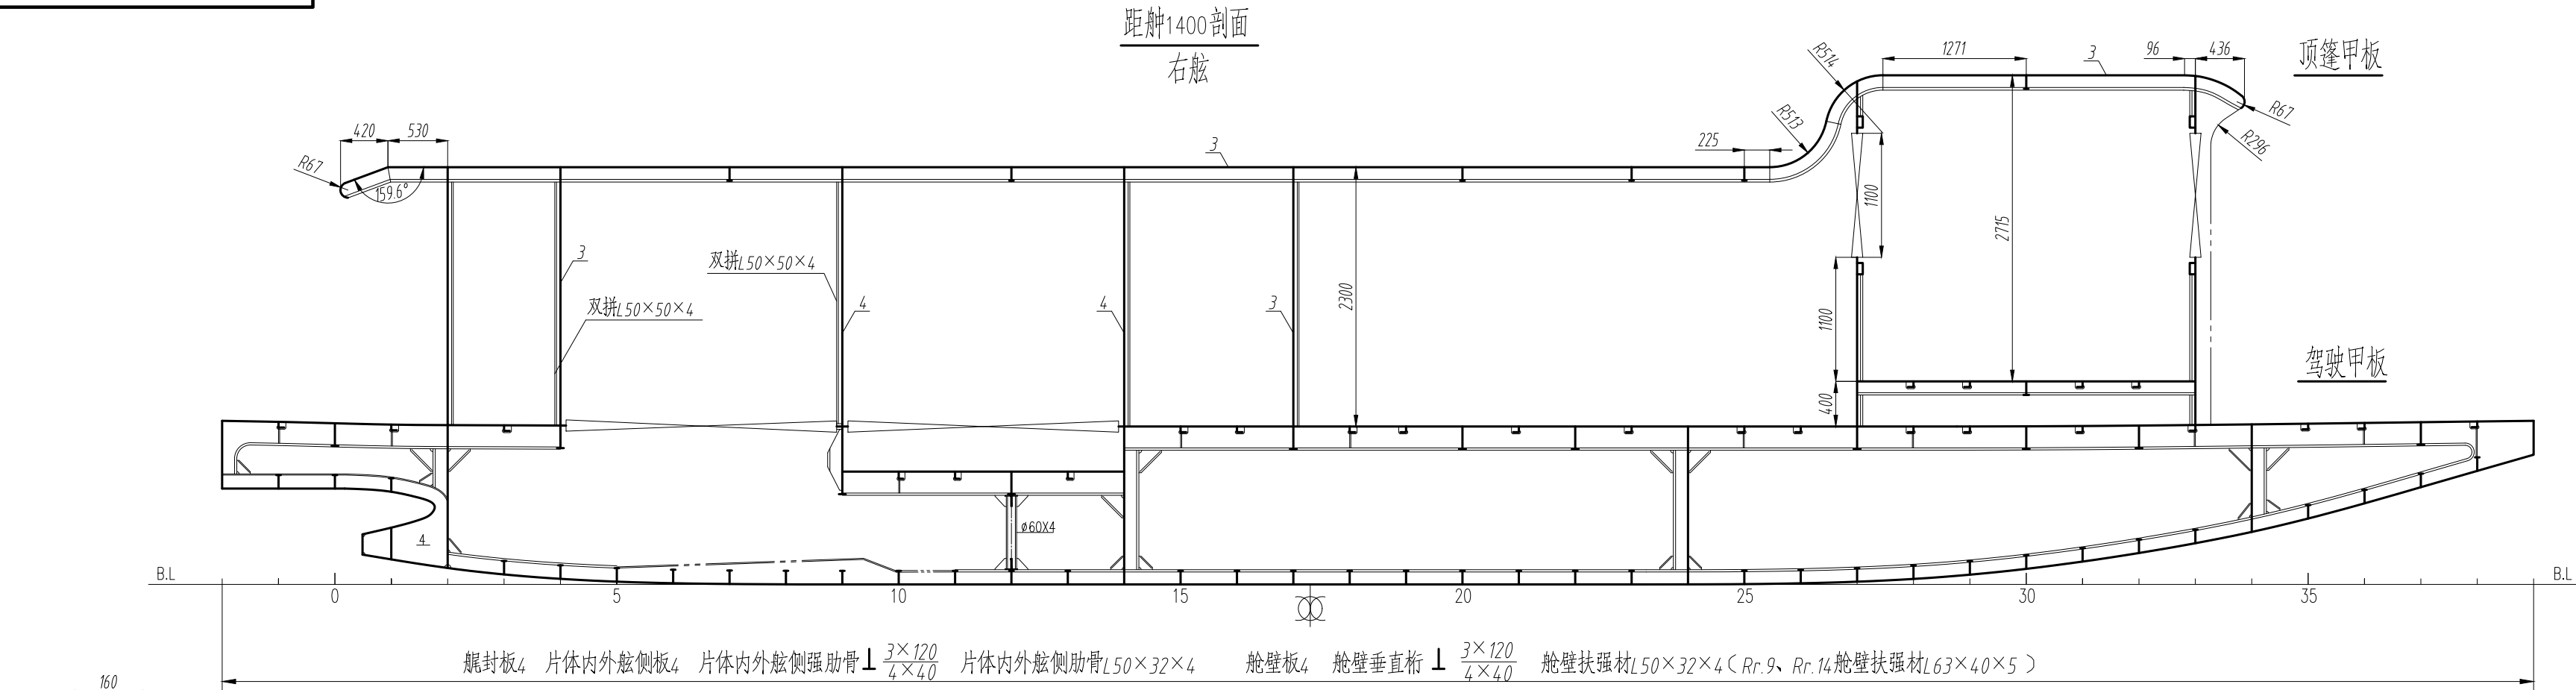 距舯1400剖面
右舷
顶篷甲板
驾驶甲板
420
530
R67
159.6°
3
双拼L50×50×4
双拼L50×50×4
4
4
3
3
2300
225
R513
R514
1271
3
96
436
R67
R296
1100
2715
1100
400
ø60X4
4
B.L
B.L
0
5
10
15
20
25
30
35
艉封板4 片体内外舷侧板4 片体内外舷侧强肋骨⊥3×120/4×40 片体内外舷侧肋骨L50×32×4 舱壁板4 舱壁垂直桁⊥3×120/4×40 舱壁扶强材L50×32×4(Rr.9、Rr.14舱壁扶强材L63×40×5)
160